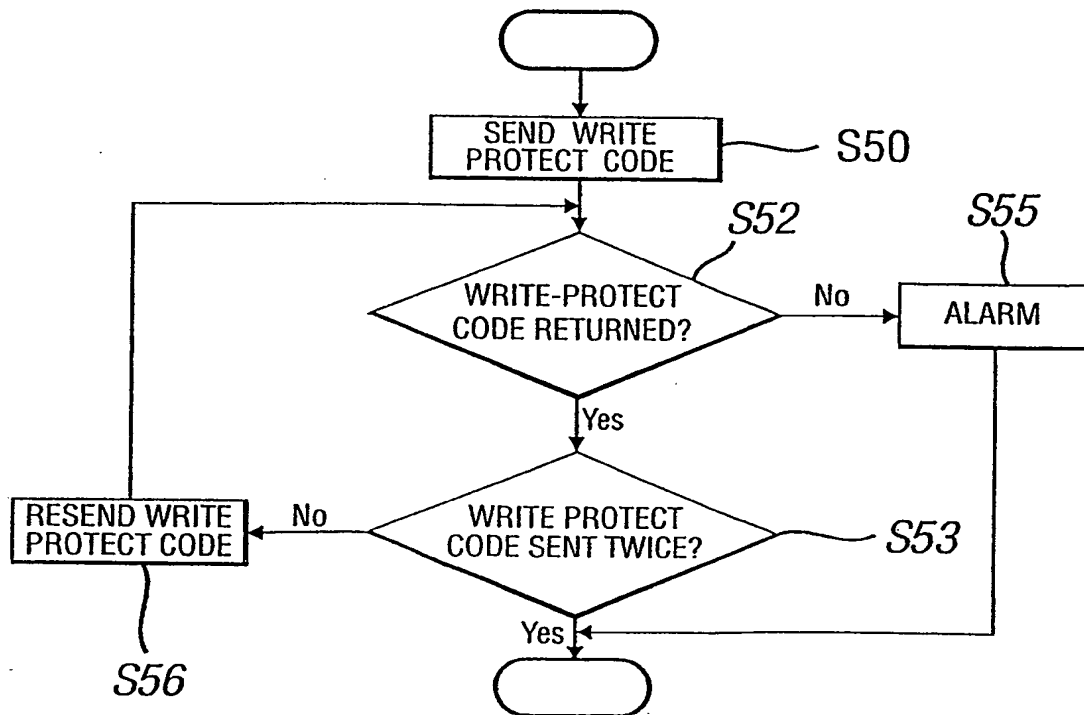 SEND WRITE
PROTECT CODE
S50
S52
S55
WRITE-PROTECT
CODE RETURNED?
No
ALARM
Yes
RESEND WRITE
PROTECT CODE
No
WRITE PROTECT
CODE SENT TWICE?
S53
Yes
S56